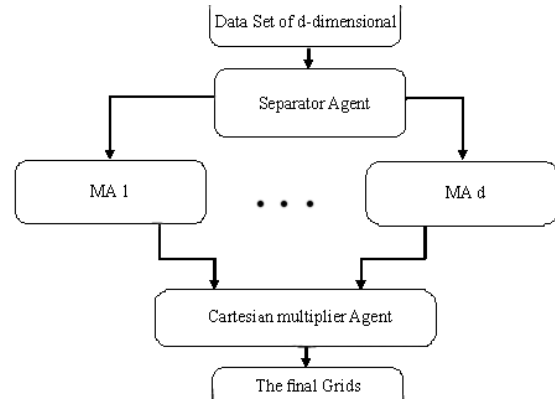 Data Set of d-dimensional
Separator Agent
MA 1
• • •
MA d
Cartesian multiplier Agent
The final Grids